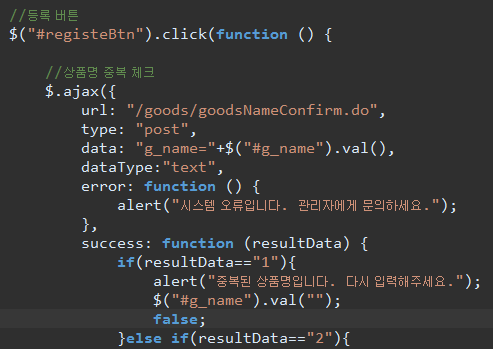 //등록 버튼
$("#registeBtn").click(function () {
//상품명 중복 체크
$.ajax({
url: "/goods/goodsNameConfirm.do",
type: "post",
data: "g_name="+$("#g_name").val(),
dataType:"text",
error: function () {
alert("시스템 오류입니다. 관리자에게 문의하세요.");
},
success: function (resultData) {
if(resultData=="1"){
alert("중복된 상품명입니다. 다시 입력해주세요.");
$("#g_name").val("");
false;
}else if(resultData=="2"){